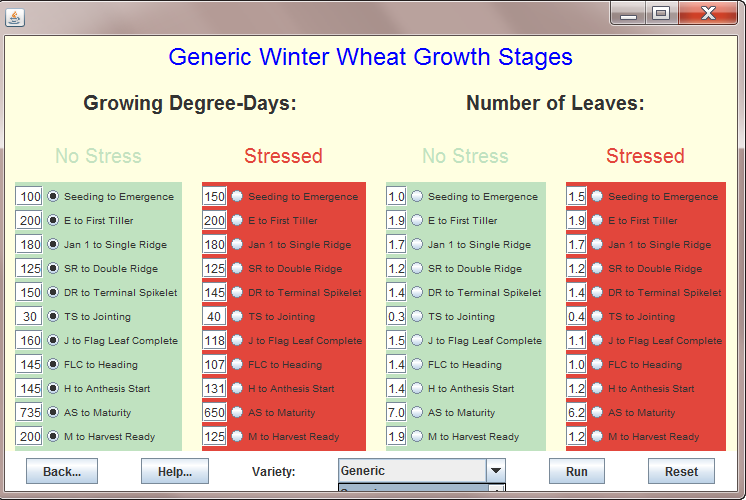 Generic Winter Wheat Growth Stages
Growing Degree-Days: Number of Leaves:
No Stress Stressed No Stress Stressed
100 Seeding to Emergence 150 Seeding to Emergence 1.0 Seeding to Emergence 1.5 Seeding to Emergence
200 E to First Tiller 200 E to First Tiller 1.9 E to First Tiller 1.9 E to First Tiller
180 Jan 1 to Single Ridge 180 Jan 1 to Single Ridge 1.7 Jan 1 to Single Ridge 1.7 Jan 1 to Single Ridge
125 SR to Double Ridge 125 SR to Double Ridge 1.2 SR to Double Ridge 1.2 SR to Double Ridge
150 DR to Terminal Spikelet 145 DR to Terminal Spikelet 1.4 DR to Terminal Spikelet 1.4 DR to Terminal Spikelet
30 TS to Jointing 40 TS to Jointing 0.3 TS to Jointing 0.4 TS to Jointing
160 J to Flag Leaf Complete 118 J to Flag Leaf Complete 1.5 J to Flag Leaf Complete 1.1 J to Flag Leaf Complete
145 FLC to Heading 107 FLC to Heading 1.4 FLC to Heading 1.0 FLC to Heading
145 H to Anthesis Start 131 H to Anthesis Start 1.4 H to Anthesis Start 1.2 H to Anthesis Start
735 AS to Maturity 650 AS to Maturity 7.0 AS to Maturity 6.2 AS to Maturity
200 M to Harvest Ready 125 M to Harvest Ready 1.9 M to Harvest Ready 1.2 M to Harvest Ready
Back... Help... Variety: Generic Run Reset